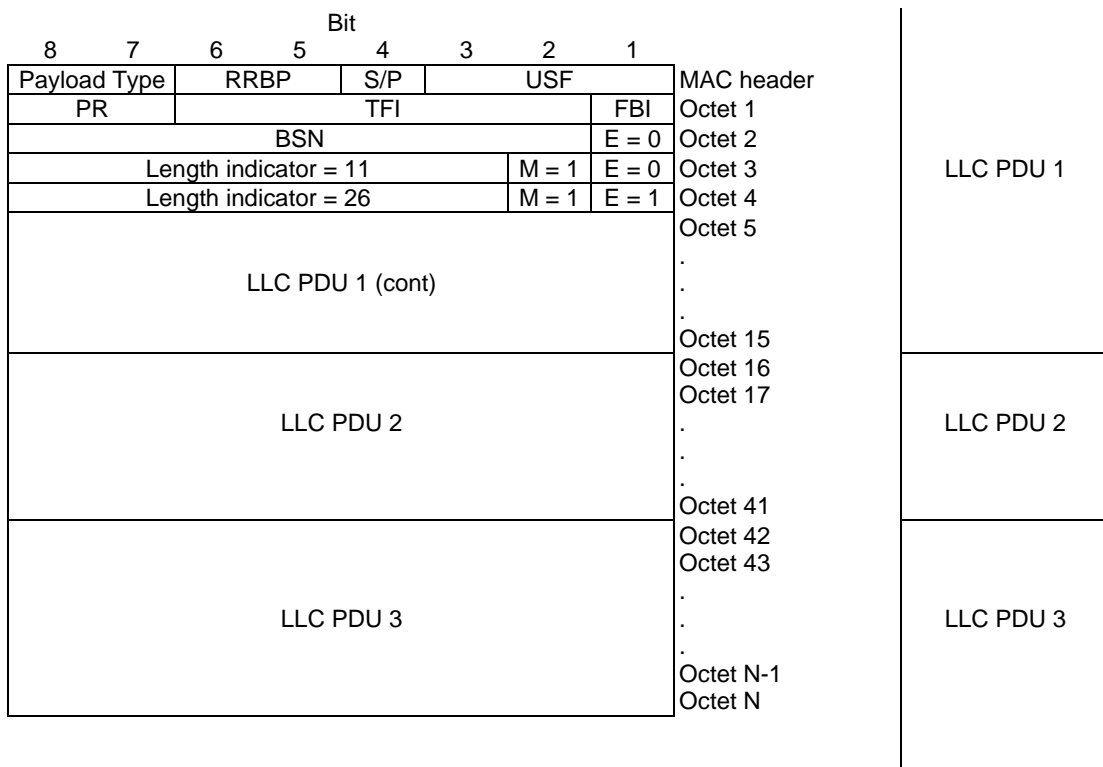 Bit
8 7 6 5 4 3 2 1
Payload Type RRBP S/P USF MAC header
PR TFI FBI Octet 1
BSN E = 0 Octet 2
Length indicator = 11 M = 1 E = 0 Octet 3 LLC PDU 1
Length indicator = 26 M = 1 E = 1 Octet 4
Octet 5
.
LLC PDU 1 (cont) .
.
Octet 15
Octet 16
Octet 17
LLC PDU 2 . LLC PDU 2
.
.
Octet 41
Octet 42
Octet 43
.
LLC PDU 3 . LLC PDU 3
.
Octet N-1
Octet N